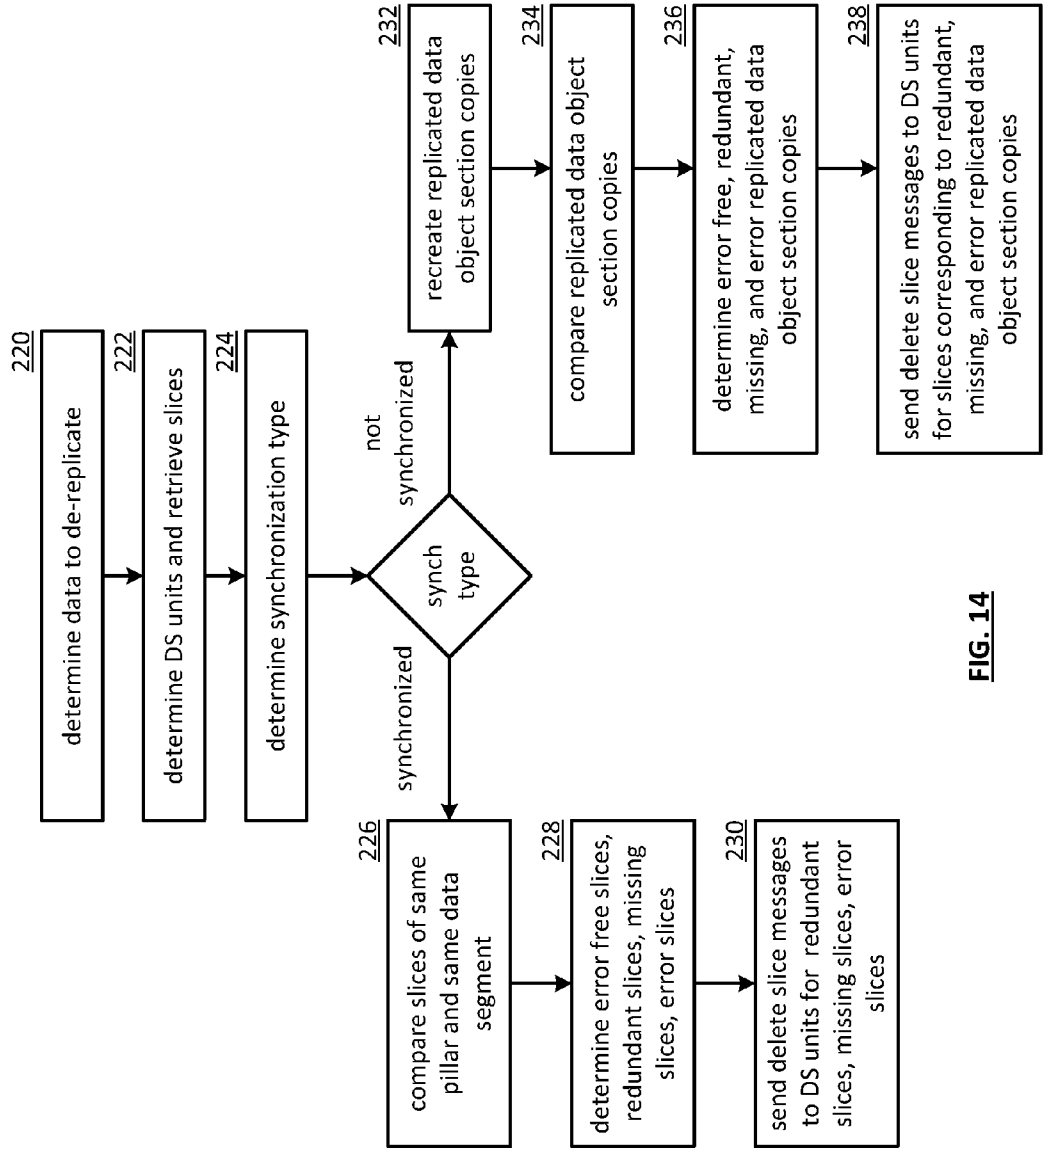 220
determine data to de-replicate
222
determine DS units and retrieve slices
224
determine synchronization type
synch
type
synchronized
not
synchronized
226
compare slices of same
pillar and same data
segment
228
determine error free slices,
redundant slices, missing
slices, error slices
230
send delete slice messages
to DS units for redundant
slices, missing slices, error
slices
232
recreate replicated data
object section copies
234
compare replicated data object
section copies
236
determine error free, redundant,
missing, and error replicated data
object section copies
238
send delete slice messages to DS units
for slices corresponding to redundant,
missing, and error replicated data
object section copies
FIG. 14